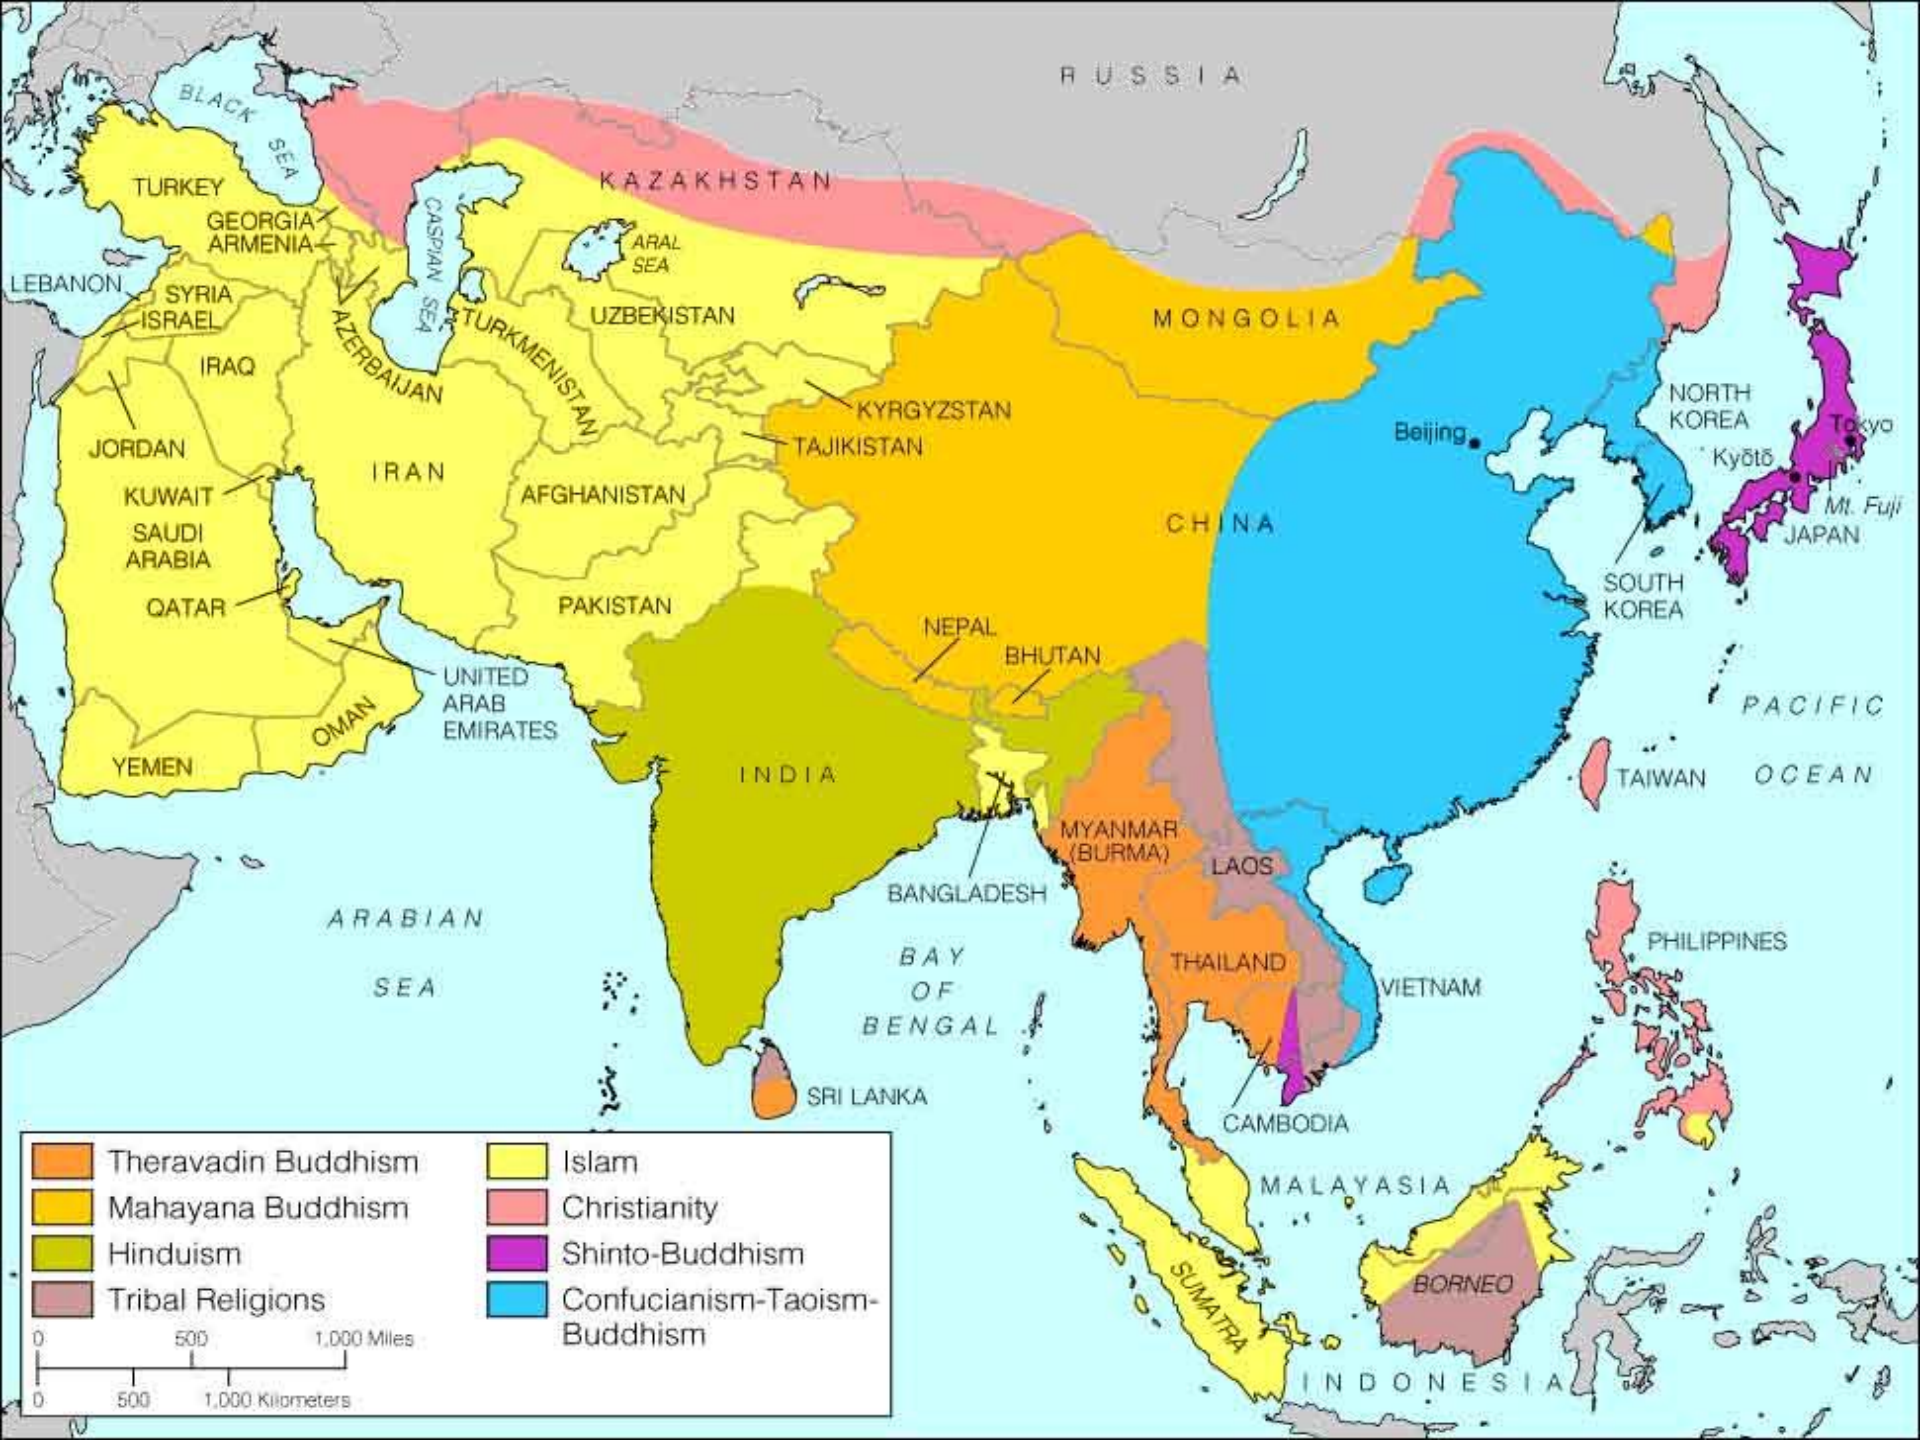 RUSSIA
BLACK
SEA
TURKEY
GEORGIA
ARMENIA
KAZAKHSTAN
CASPIAN SEA
ARAL
SEA
LEBANON
SYRIA
ISRAEL
UZBEKISTAN
MONGOLIA
TURKMENISTAN
AZERBAIJAN
IRAQ
KYRGYZSTAN
TAJIKISTAN
NORTH
KOREA
Beijing
Tokyo
Kyōtō
Mt. Fuji
JAPAN
JORDAN
IRAN
KUWAIT
AFGHANISTAN
SAUDI
ARABIA
CHINA
QATAR
PAKISTAN
SOUTH
KOREA
NEPAL
BHUTAN
UNITED
ARAB
EMIRATES
OMAN
YEMEN
PACIFIC
OCEAN
INDIA
TAIWAN
MYANMAR
(BURMA)
LAOS
BANGLADESH
ARABIAN
SEA
BAY
OF
BENGAL
THAILAND
VIETNAM
PHILIPPINES
SRI LANKA
CAMBODIA
MALAYASIA
SUMATRA
BORNEO
INDONESIA
Theravadin Buddhism
Mahayana Buddhism
Hinduism
Tribal Religions
Islam
Christianity
Shinto-Buddhism
Confucianism-Taoism-
Buddhism
0 500 1,000 Miles
0 500 1,000 Kilometers